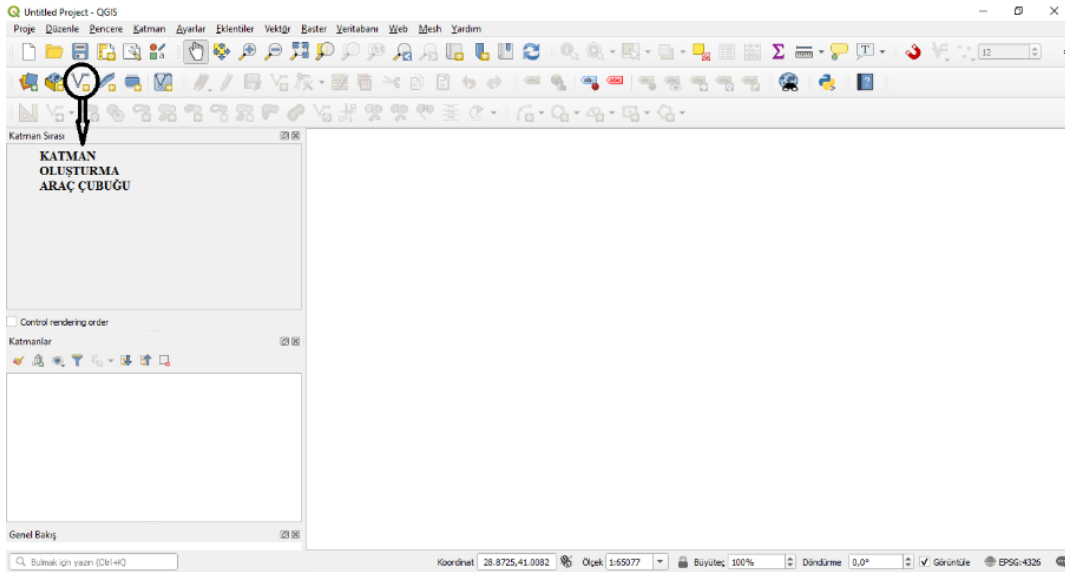 Untitled Project - QGIS
Proje Düzenle Pencere Katman Ayarlar Eklentiler Vektör Raster Veritabanı Web Mesh Yardım
12
Katman Sırası
KATMAN
OLUŞTURMA
ARAÇ ÇUBUĞU
Control rendering order
Katmanlar
Genel Bakış
Bulmak için yazın (Ctrl+K) Koordinat 28.8725,41.0082 Ölçek 1:65077 Büyüteç 100% Döndürme 0,0° Görüntüle EPSG:4326